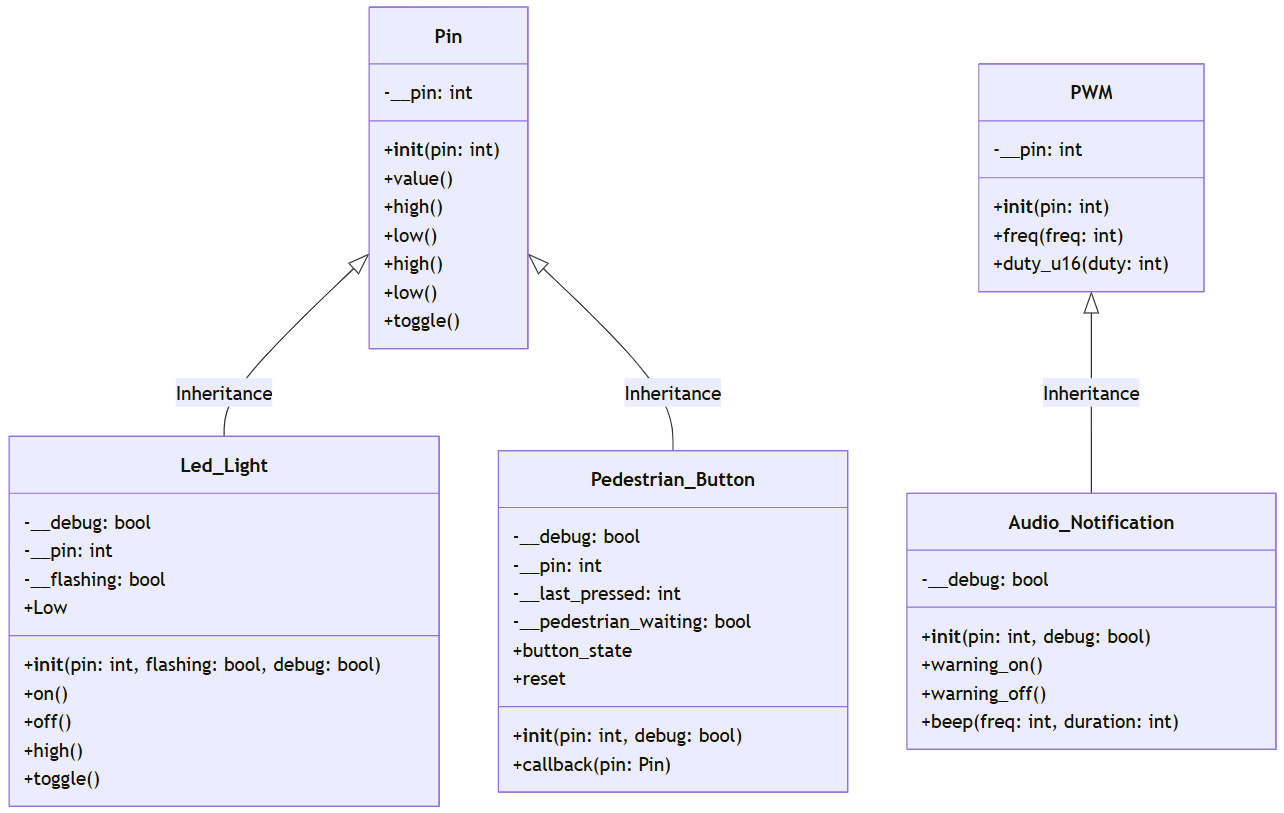 Pin
-__pin: int
+init(pin: int)
+value()
+high()
+low()
+high()
+low()
+toggle()
PWM
-__pin: int
+init(pin: int)
+freq(freq: int)
+duty_u16(duty: int)
Inheritance
Inheritance
Inheritance
Led_Light
-__debug: bool
-__pin: int
-__flashing: bool
+Low
+init(pin: int, flashing: bool, debug: bool)
+on()
+off()
+high()
+toggle()
Pedestrian_Button
-__debug: bool
-__pin: int
-__last_pressed: int
-__pedestrian_waiting: bool
+button_state
+reset
+init(pin: int, debug: bool)
+callback(pin: Pin)
Audio_Notification
-__debug: bool
+init(pin: int, debug: bool)
+warning_on()
+warning_off()
+beep(freq: int, duration: int)